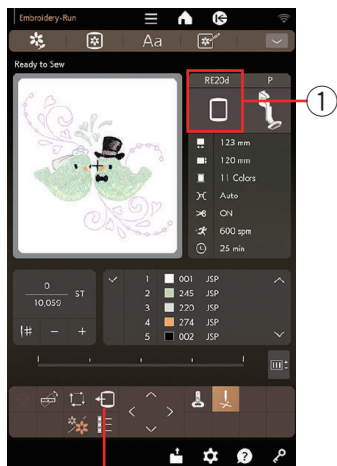 Embroidery-Run
Aa
Ready to Sew
RE20d P
1
123 mm
120 mm
11 Colors
Auto
ON
600 spm
25 min
0
10,059
ST
- +
1 001 JSP
2 245 JSP
3 220 JSP
4 274 JSP
5 002 JSP